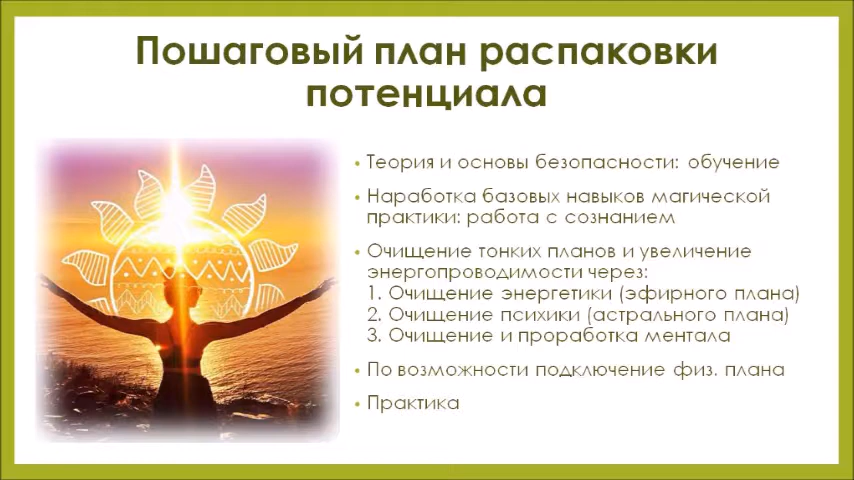 Пошаговый план распаковки
потенциала
• Теория и основы безопасности: обучение
• Наработка базовых навыков магической
практики: работа с сознанием
• Очищение тонких планов и увеличение
энергопроводимости через:
1. Очищение энергетики (эфирного плана)
2. Очищение психики (астрального плана)
3. Очищение и проработка ментала
• По возможности подключение физ. плана
• Практика